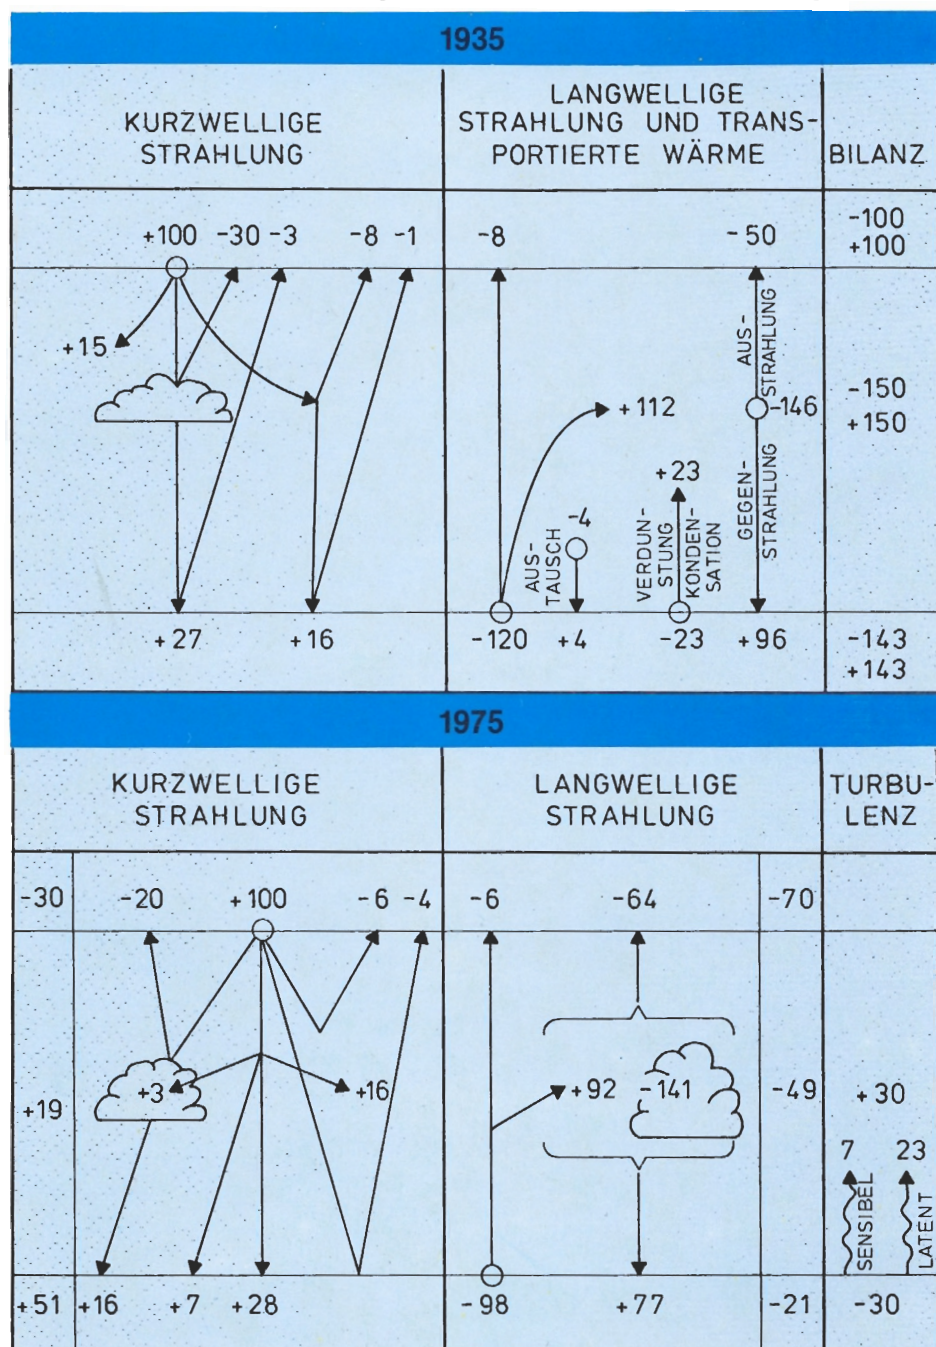 1935
KURZWELLIGE
STRAHLUNG
LANGWELLIGE
STRAHLUNG UND TRANS-
PORTIERTE WÄRME
BILANZ
+100 -30 -3 -8 -1
-8 -50
-100
+100
+15
AUS-
STRAHLUNG
+112
-146
-150
+150
+23
GEGEN-
STRAHLUNG
-4
AUS-
TAUSCH
VERDUN-
STUNG
KONDEN-
SATION
+27 +16
-120 +4 -23 +96
-143
+143
1975
KURZWELLIGE
STRAHLUNG
LANGWELLIGE
STRAHLUNG
TURBU-
LENZ
-30 -20 +100 -6 -4
-6 -64 -70
+19 +3 +16
+92 -141 -49
+30
7 23
SENSIBEL
LATENT
+51 +16 +7 +28
-98 +77 -21
-30